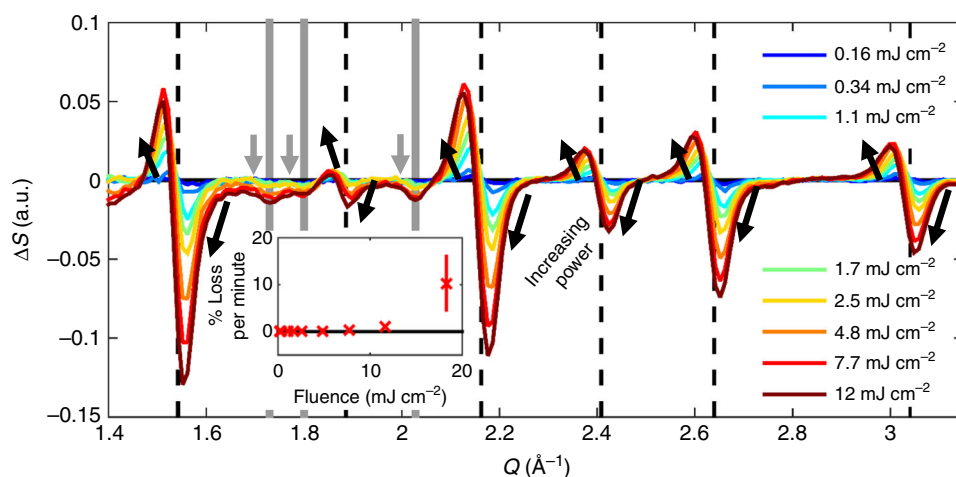 0.1
0.05
0
−0.05
−0.1
−0.15
ΔS (a.u.)
1.4
1.6
1.8
2
2.2
2.4
2.6
2.8
3
Q (Å−1)
0.16 mJ cm−2
0.34 mJ cm−2
1.1 mJ cm−2
1.7 mJ cm−2
2.5 mJ cm−2
4.8 mJ cm−2
7.7 mJ cm−2
12 mJ cm−2
Increasing
power
% Loss
per minute
20
10
0
0
10
20
Fluence (mJ cm−2)